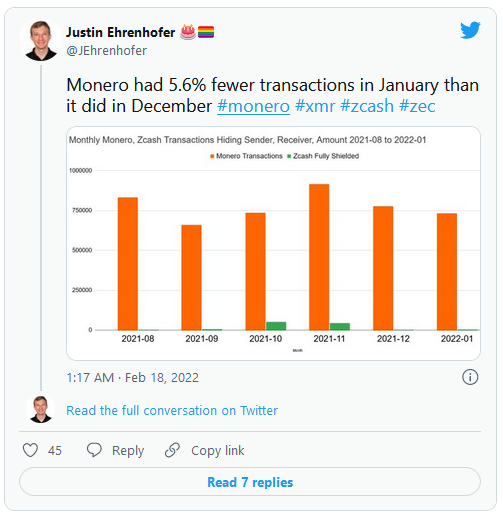 Justin Ehrenhofer
@JEhrenhofer
Monero had 5.6% fewer transactions in January than
it did in December #monero #xmr #zcash #zec
Monthly Monero, Zcash Transactions Hiding Sender, Receiver, Amount 2021-08 to 2022-01
Monero Transactions Zcash Fully Shielded
1000000
750000
500000
250000
0
2021-08 2021-09 2021-10 2021-11 2021-12 2022-01
Month
1:17 AM · Feb 18, 2022
Read the full conversation on Twitter
45 Reply Copy link
Read 7 replies